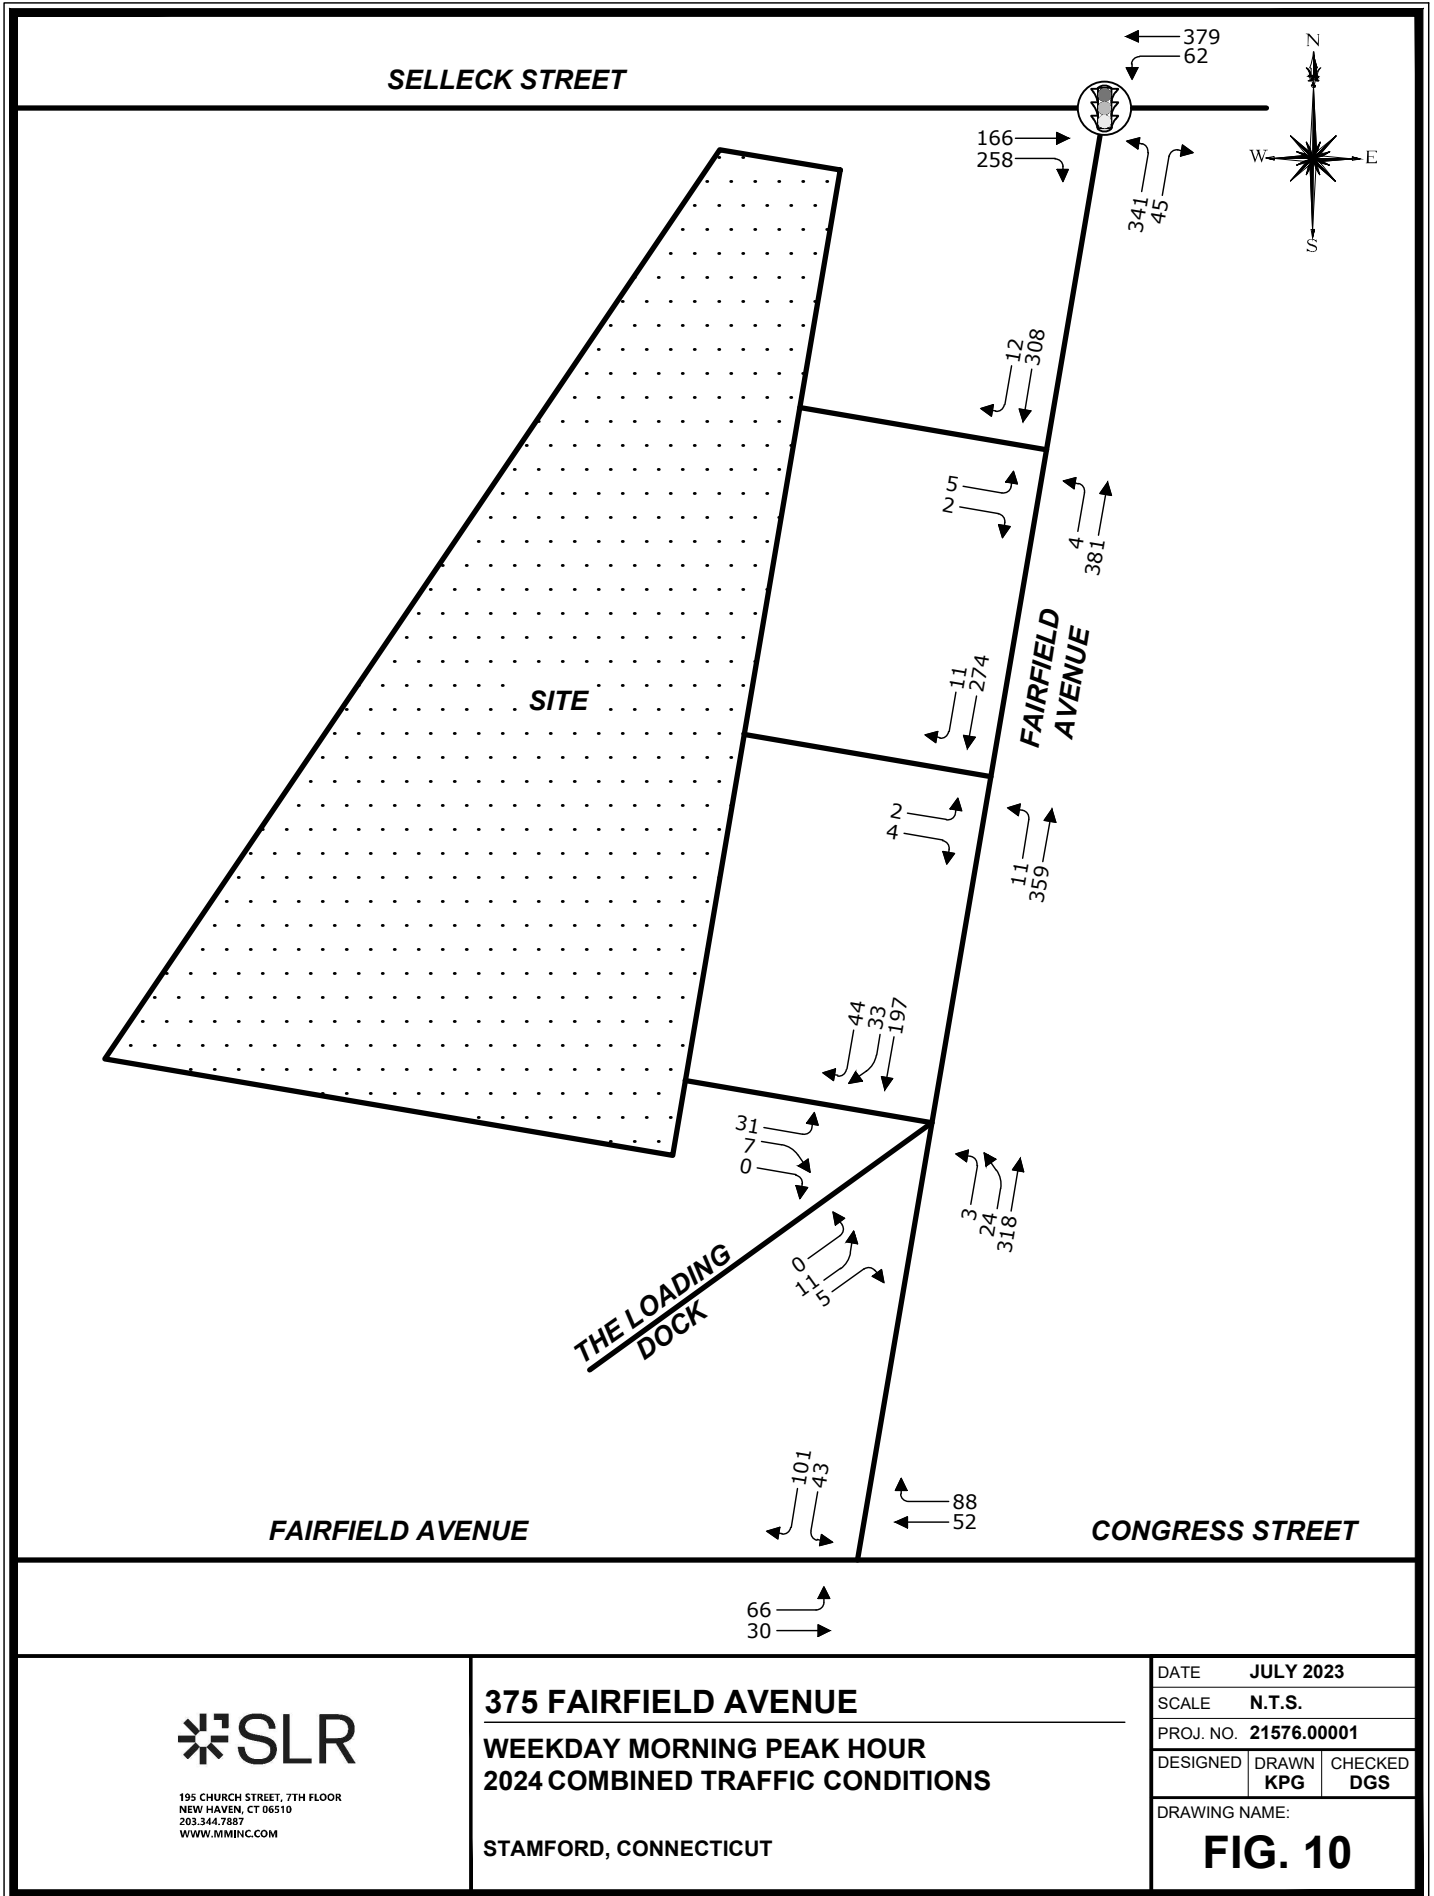 379
62
N
SELLECK STREET
166
258
W
E
341
45
S
12
308
5
2
4
381
FAIRFIELD
AVENUE
11
274
SITE
2
4
11
359
44
33
197
31
7
0
3
24
318
0
11
5
THE LOADING
DOCK
101
43
88
52
FAIRFIELD AVENUE
CONGRESS STREET
66
30
SLR
195 CHURCH STREET, 7TH FLOOR
NEW HAVEN, CT 06510
203.344.7887
WWW.MMINC.COM
375 FAIRFIELD AVENUE
WEEKDAY MORNING PEAK HOUR
2024 COMBINED TRAFFIC CONDITIONS
STAMFORD, CONNECTICUT
DATE JULY 2023
SCALE N.T.S.
PROJ. NO. 21576.00001
DESIGNED DRAWN CHECKED
KPG DGS
DRAWING NAME:
FIG. 10